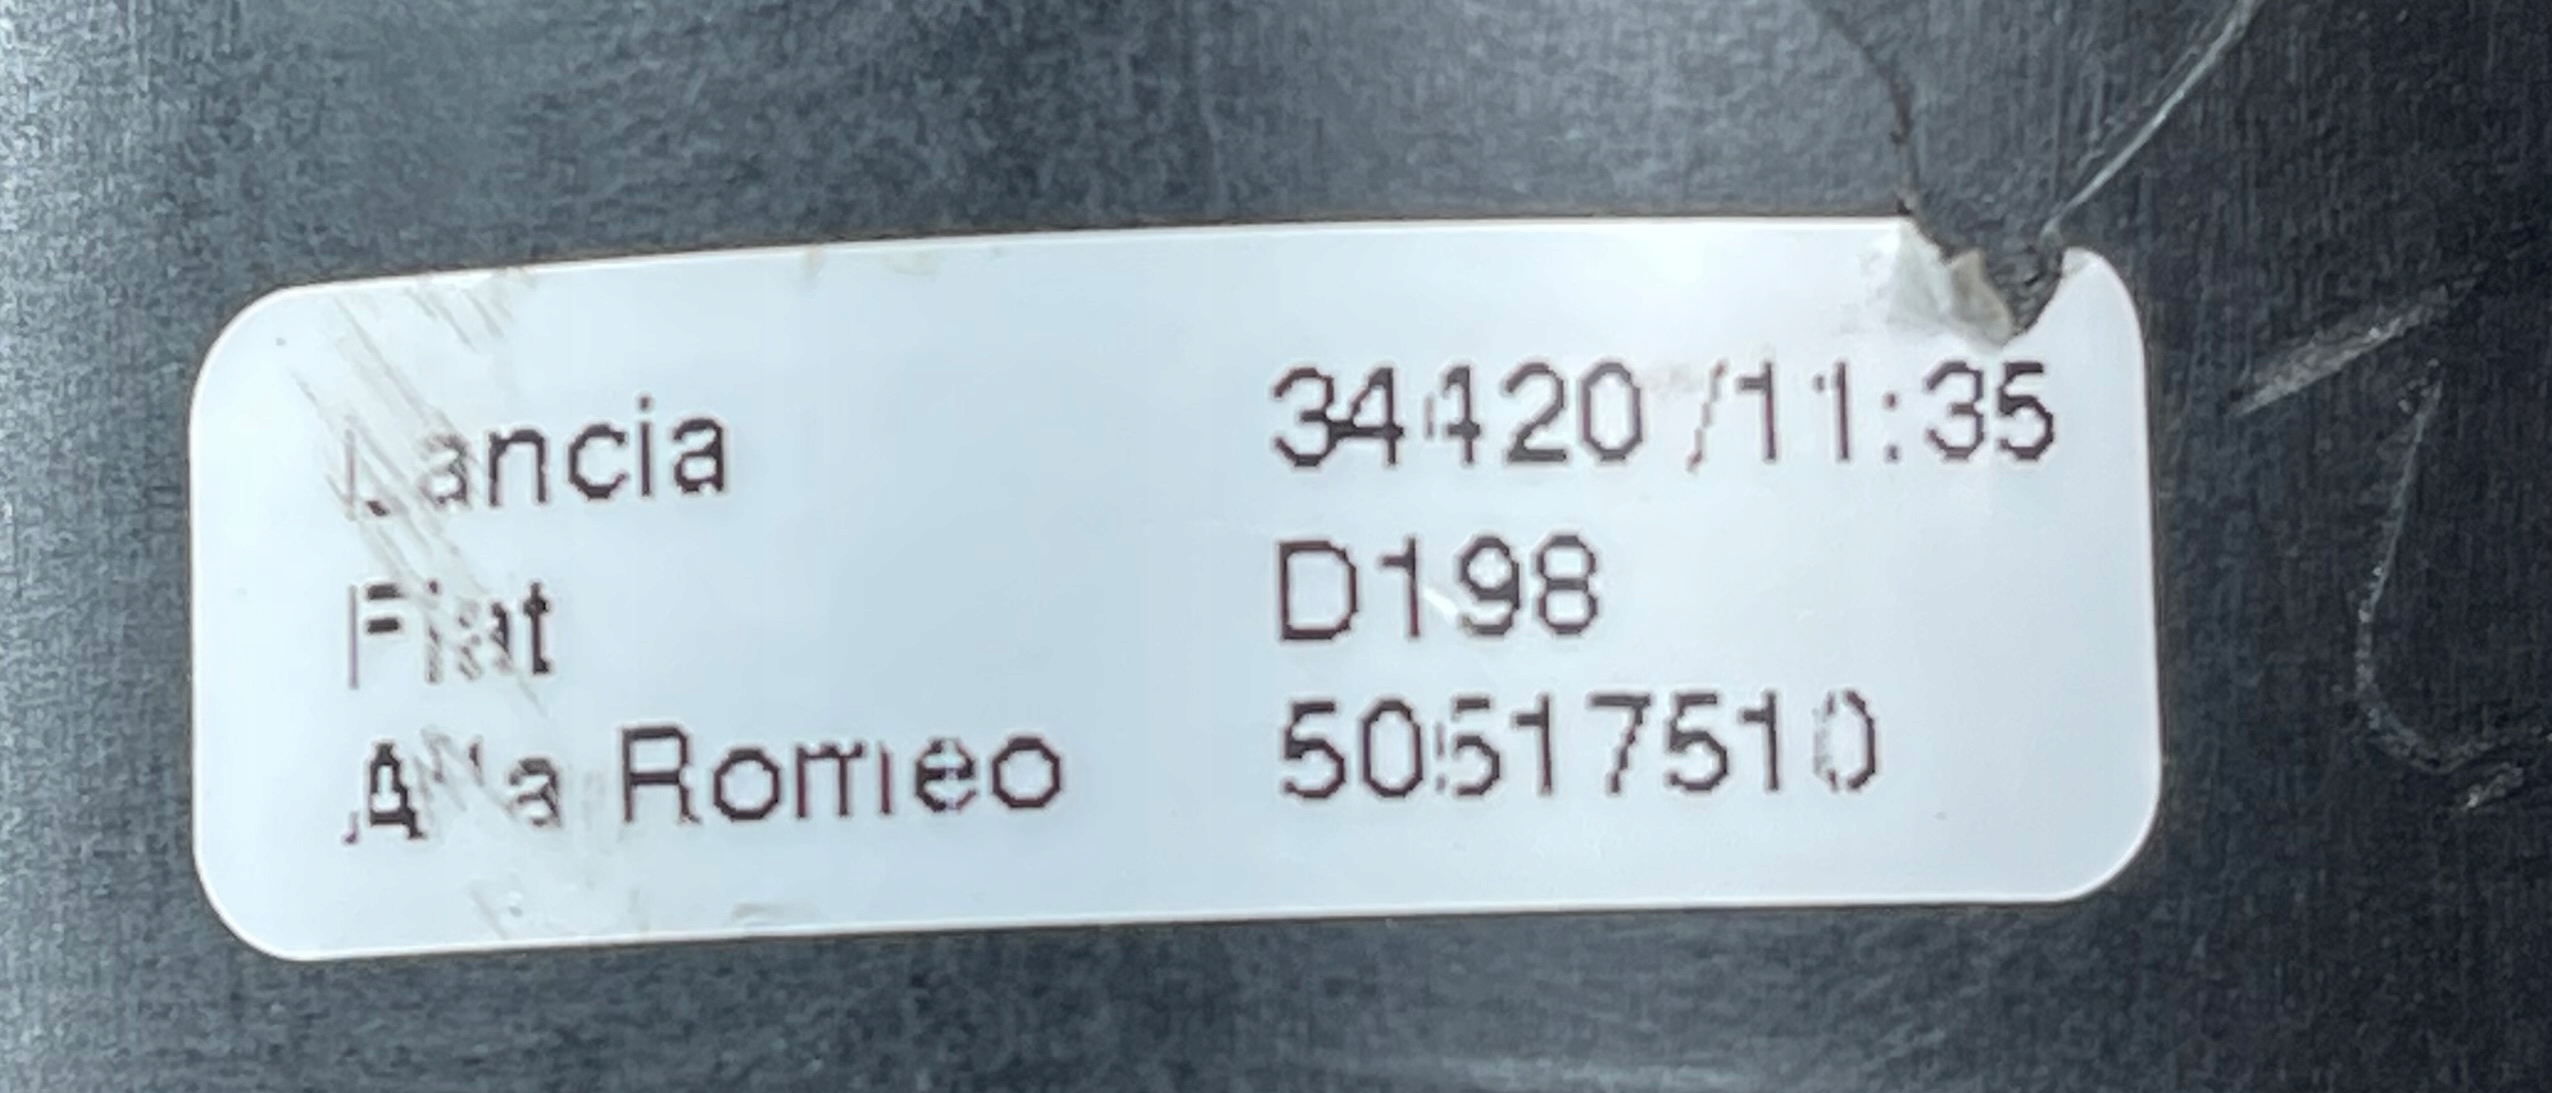 Lancia 34420 /11:35
Fiat D198
Alfa Romeo 50517510